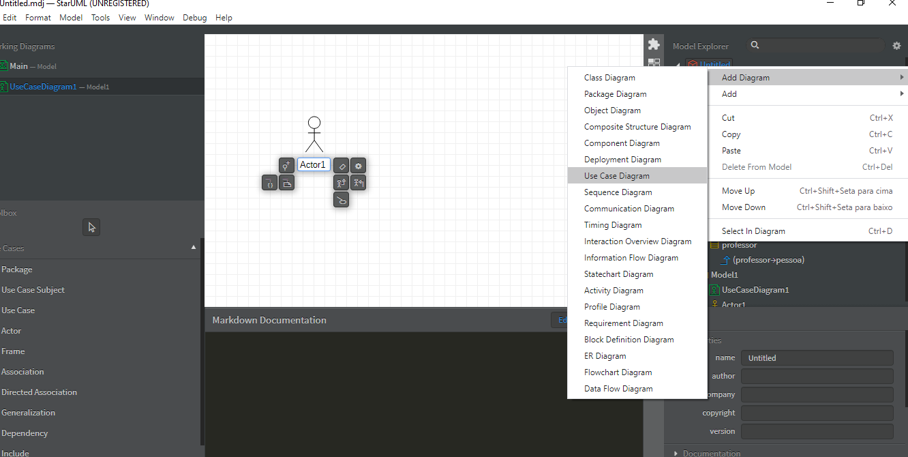 Untitled.mdj — StarUML (UNREGISTERED)
Edit Format Model Tools View Window Debug Help
rking Diagrams
Main — Model
UseCaseDiagram1 — Model1
lbox
Cases
Package
Use Case Subject
Use Case
Actor
Frame
Association
Directed Association
Generalization
Dependency
Include
Actor1
Markdown Documentation
Class Diagram
Package Diagram
Object Diagram
Composite Structure Diagram
Component Diagram
Deployment Diagram
Use Case Diagram
Sequence Diagram
Communication Diagram
Timing Diagram
Interaction Overview Diagram
Information Flow Diagram
Statechart Diagram
Activity Diagram
Profile Diagram
Requirement Diagram
Block Definition Diagram
ER Diagram
Flowchart Diagram
Data Flow Diagram
Model Explorer
Untitled
Add Diagram
Add
Cut Ctrl+X
Copy Ctrl+C
Paste Ctrl+V
Delete From Model Ctrl+Del
Move Up Ctrl+Shift+Seta para cima
Move Down Ctrl+Shift+Seta para baixo
Select In Diagram Ctrl+D
professor
(professor→pessoa)
Model1
UseCaseDiagram1
Actor1
ties
name Untitled
author
ompany
copyright
version
Documentation